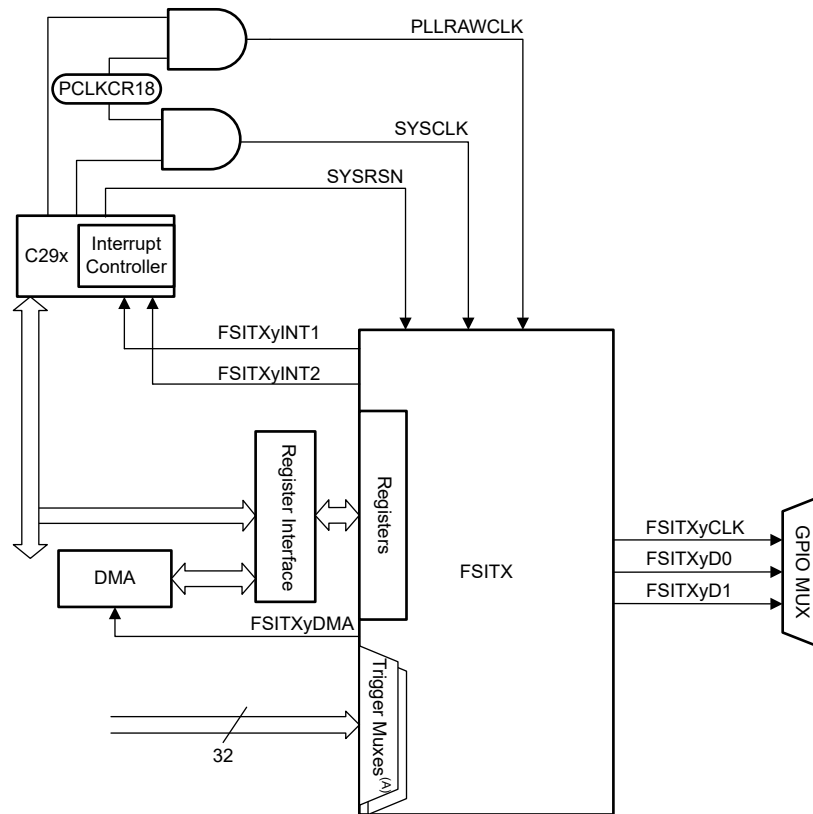 PLLRAWCLK
PCLKCR18
SYSCLK
SYSRSN
C29x
Interrupt
Controller
FSITXyINT1
FSITXyINT2
Register Interface
Registers
FSITX
DMA
FSITXyDMA
FSITXyCLK
FSITXyD0
FSITXyD1
GPIO MUX
Trigger Muxes(A)
32